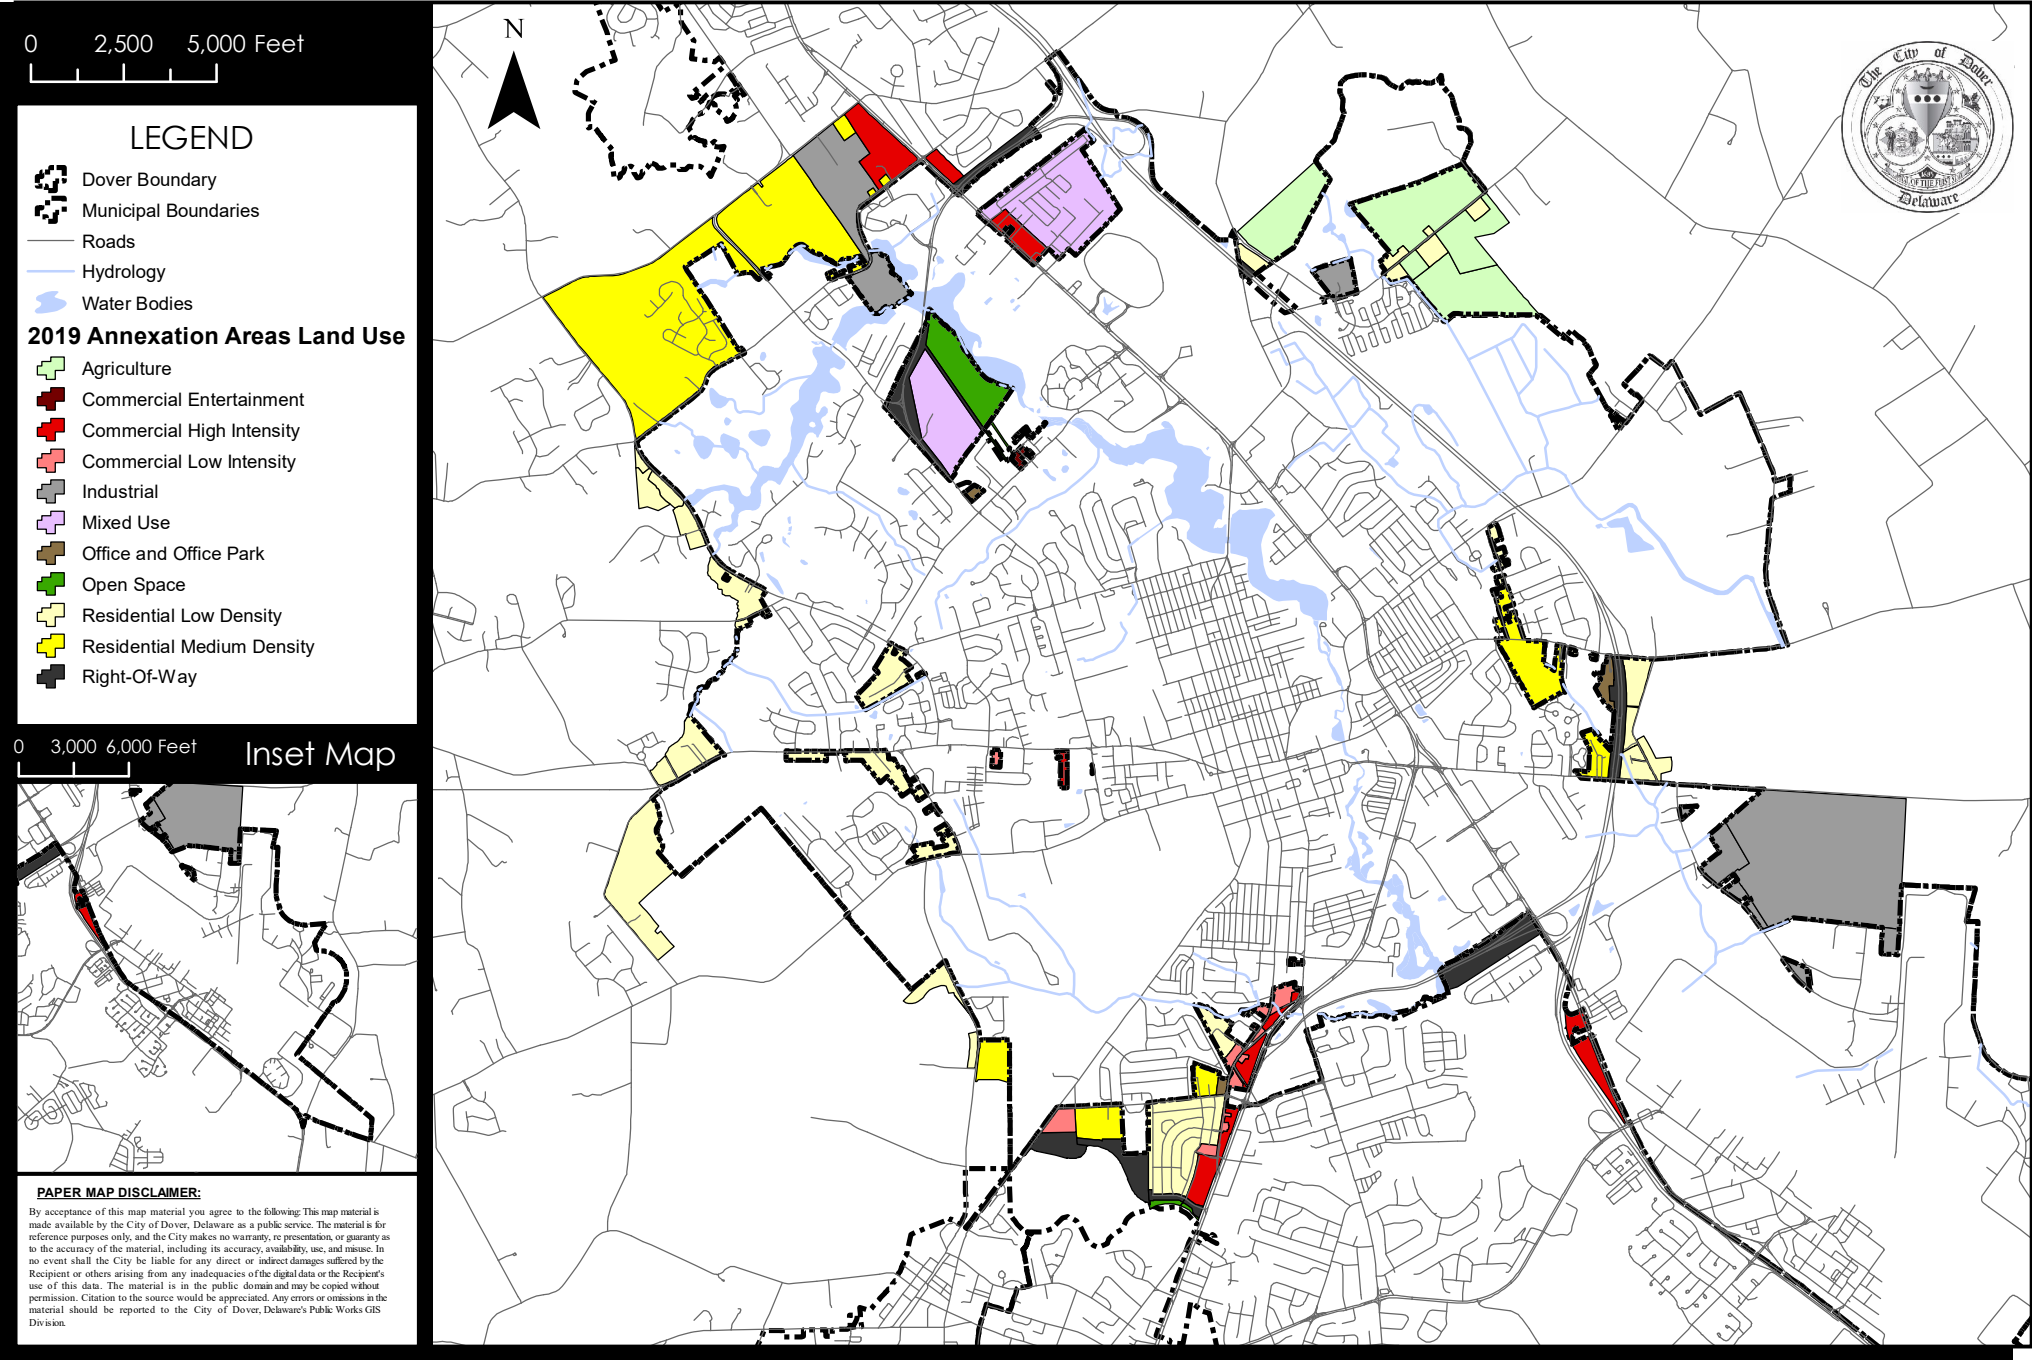 0 2,500 5,000 Feet
LEGEND
Dover Boundary
Municipal Boundaries
Roads
Hydrology
Water Bodies
2019 Annexation Areas Land Use
Agriculture
Commercial Entertainment
Commercial High Intensity
Commercial Low Intensity
Industrial
Mixed Use
Office and Office Park
Open Space
Residential Low Density
Residential Medium Density
Right-Of-Way
0 3,000 6,000 Feet
Inset Map
PAPER MAP DISCLAIMER:
By acceptance of this map material you agree to the following: This map material is
made available by the City of Dover, Delaware as a public service. The material is for
reference purposes only, and the City makes no warranty, re presentation, or guaranty as
to the accuracy of the material, including its accuracy, availability, use, and misuse. In
no event shall the City be liable for any direct or indirect damages suffered by the
Recipient or others arising from any inadequacies of the digital data or the Recipient's
use of this data. The material is in the public domain and may be copied without
permission. Citation to the source would be appreciated. Any errors or omissions in the
material should be reported to the City of Dover, Delaware's Public Works GIS
Division.
N
The City of Dover
Delaware